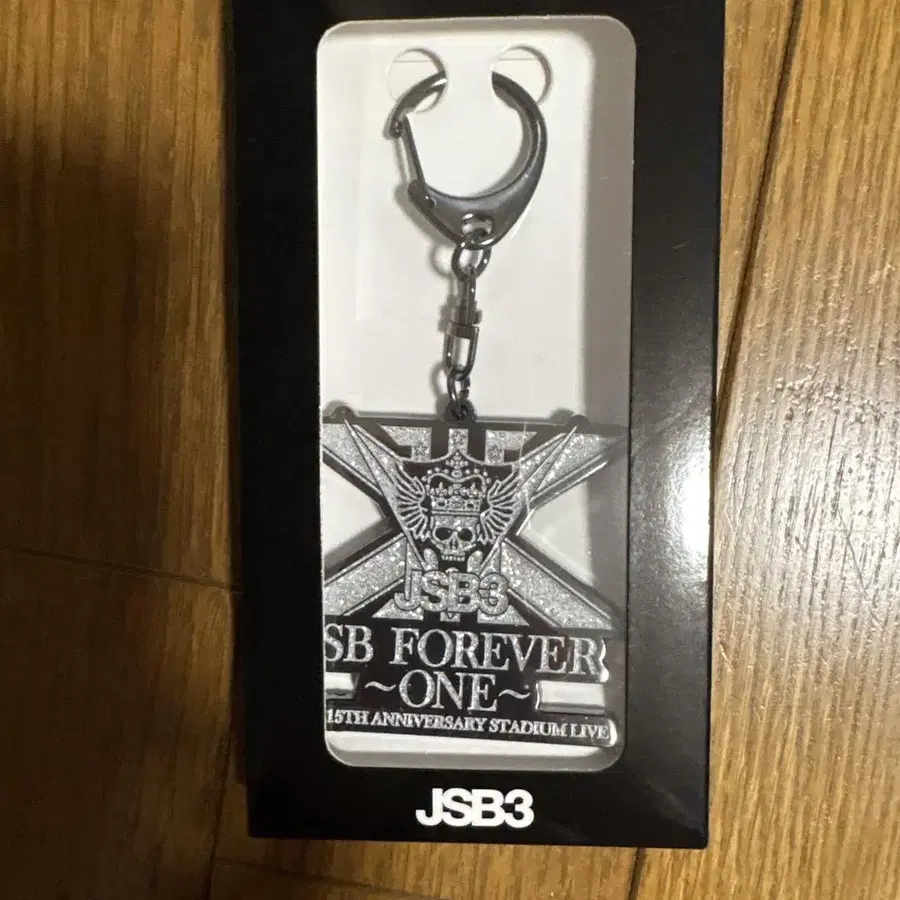 JSB3
SB FOREVER
~ONE~
15TH ANNIVERSARY STADIUM LIVE
JSB3